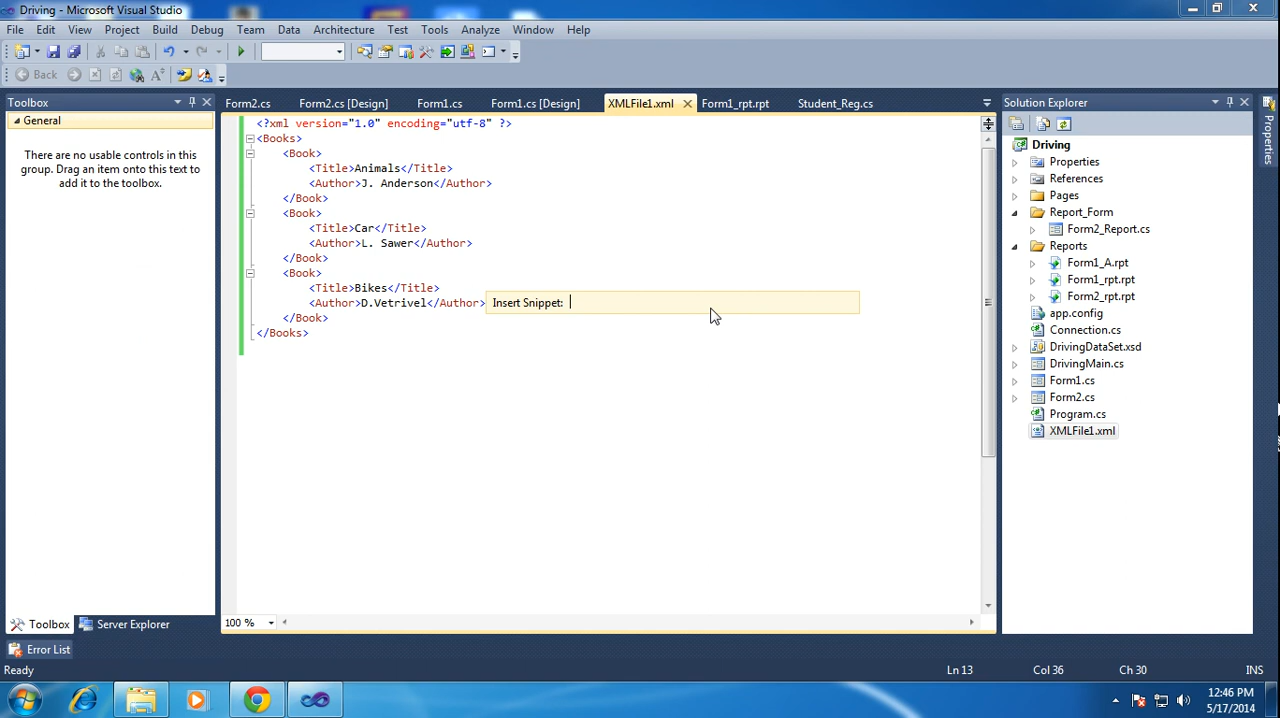 Driving - Microsoft Visual Studio
File Edit View Project Build Debug Team Data Architecture Test Tools Analyze Window Help
Back
Toolbox
General
There are no usable controls in this
group. Drag an item onto this text to
add it to the toolbox.
Toolbox Server Explorer
Form2.cs Form2.cs [Design] Form1.cs Form1.cs [Design] XMLFile1.xml Form1_rpt.rpt Student_Reg.cs
<?xml version="1.0" encoding="utf-8" ?>
<Books>
<Book>
<Title>Animals</Title>
<Author>J. Anderson</Author>
</Book>
<Book>
<Title>Car</Title>
<Author>L. Sawer</Author>
</Book>
<Book>
<Title>Bikes</Title>
<Author>D.Vetrivel</Author> Insert Snippet:
</Book>
</Books>
100 %
Solution Explorer
Driving
Properties
References
Pages
Report_Form
Form2_Report.cs
Reports
Form1_A.rpt
Form1_rpt.rpt
Form2_rpt.rpt
app.config
Connection.cs
DrivingDataSet.xsd
DrivingMain.cs
Form1.cs
Form2.cs
Program.cs
XMLFile1.xml
Properties
Error List
Ready Ln 13 Col 36 Ch 30 INS
12:46 PM
5/17/2014